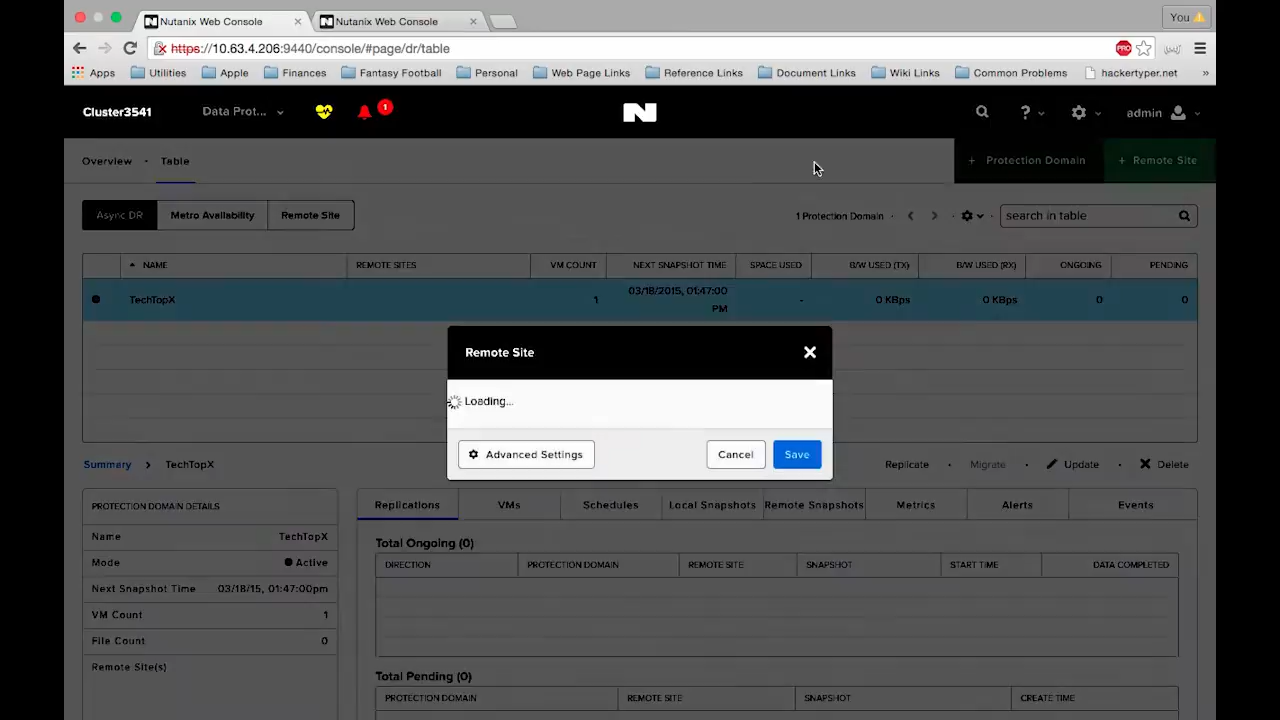 Nutanix Web Console
Nutanix Web Console
You
https://10.63.4.206:9440/console/#page/dr/table
PRO
Apps Utilities Apple Finances Fantasy Football Personal Web Page Links Reference Links Document Links Wiki Links Common Problems hackertyper.net »
Cluster3541 Data Prot... 1 N ? admin
Overview · Table + Protection Domain + Remote Site
Async DR Metro Availability Remote Site 1 Protection Domain · < > · · search in table
NAME REMOTE SITES VM COUNT NEXT SNAPSHOT TIME SPACE USED B/W USED (TX) B/W USED (RX) ONGOING PENDING
TechTopX 1 03/18/2015, 01:47:00 PM - 0 KBps 0 KBps 0 0
Remote Site
Loading...
Advanced Settings Cancel Save
Summary > TechTopX Replicate · Migrate · Update · Delete
PROTECTION DOMAIN DETAILS
Name TechTopX
Mode Active
Next Snapshot Time 03/18/15, 01:47:00pm
VM Count 1
File Count 0
Remote Site(s)
Replications VMs Schedules Local Snapshots Remote Snapshots Metrics Alerts Events
Total Ongoing (0)
DIRECTION PROTECTION DOMAIN REMOTE SITE SNAPSHOT START TIME DATA COMPLETED
Total Pending (0)
PROTECTION DOMAIN REMOTE SITE SNAPSHOT CREATE TIME